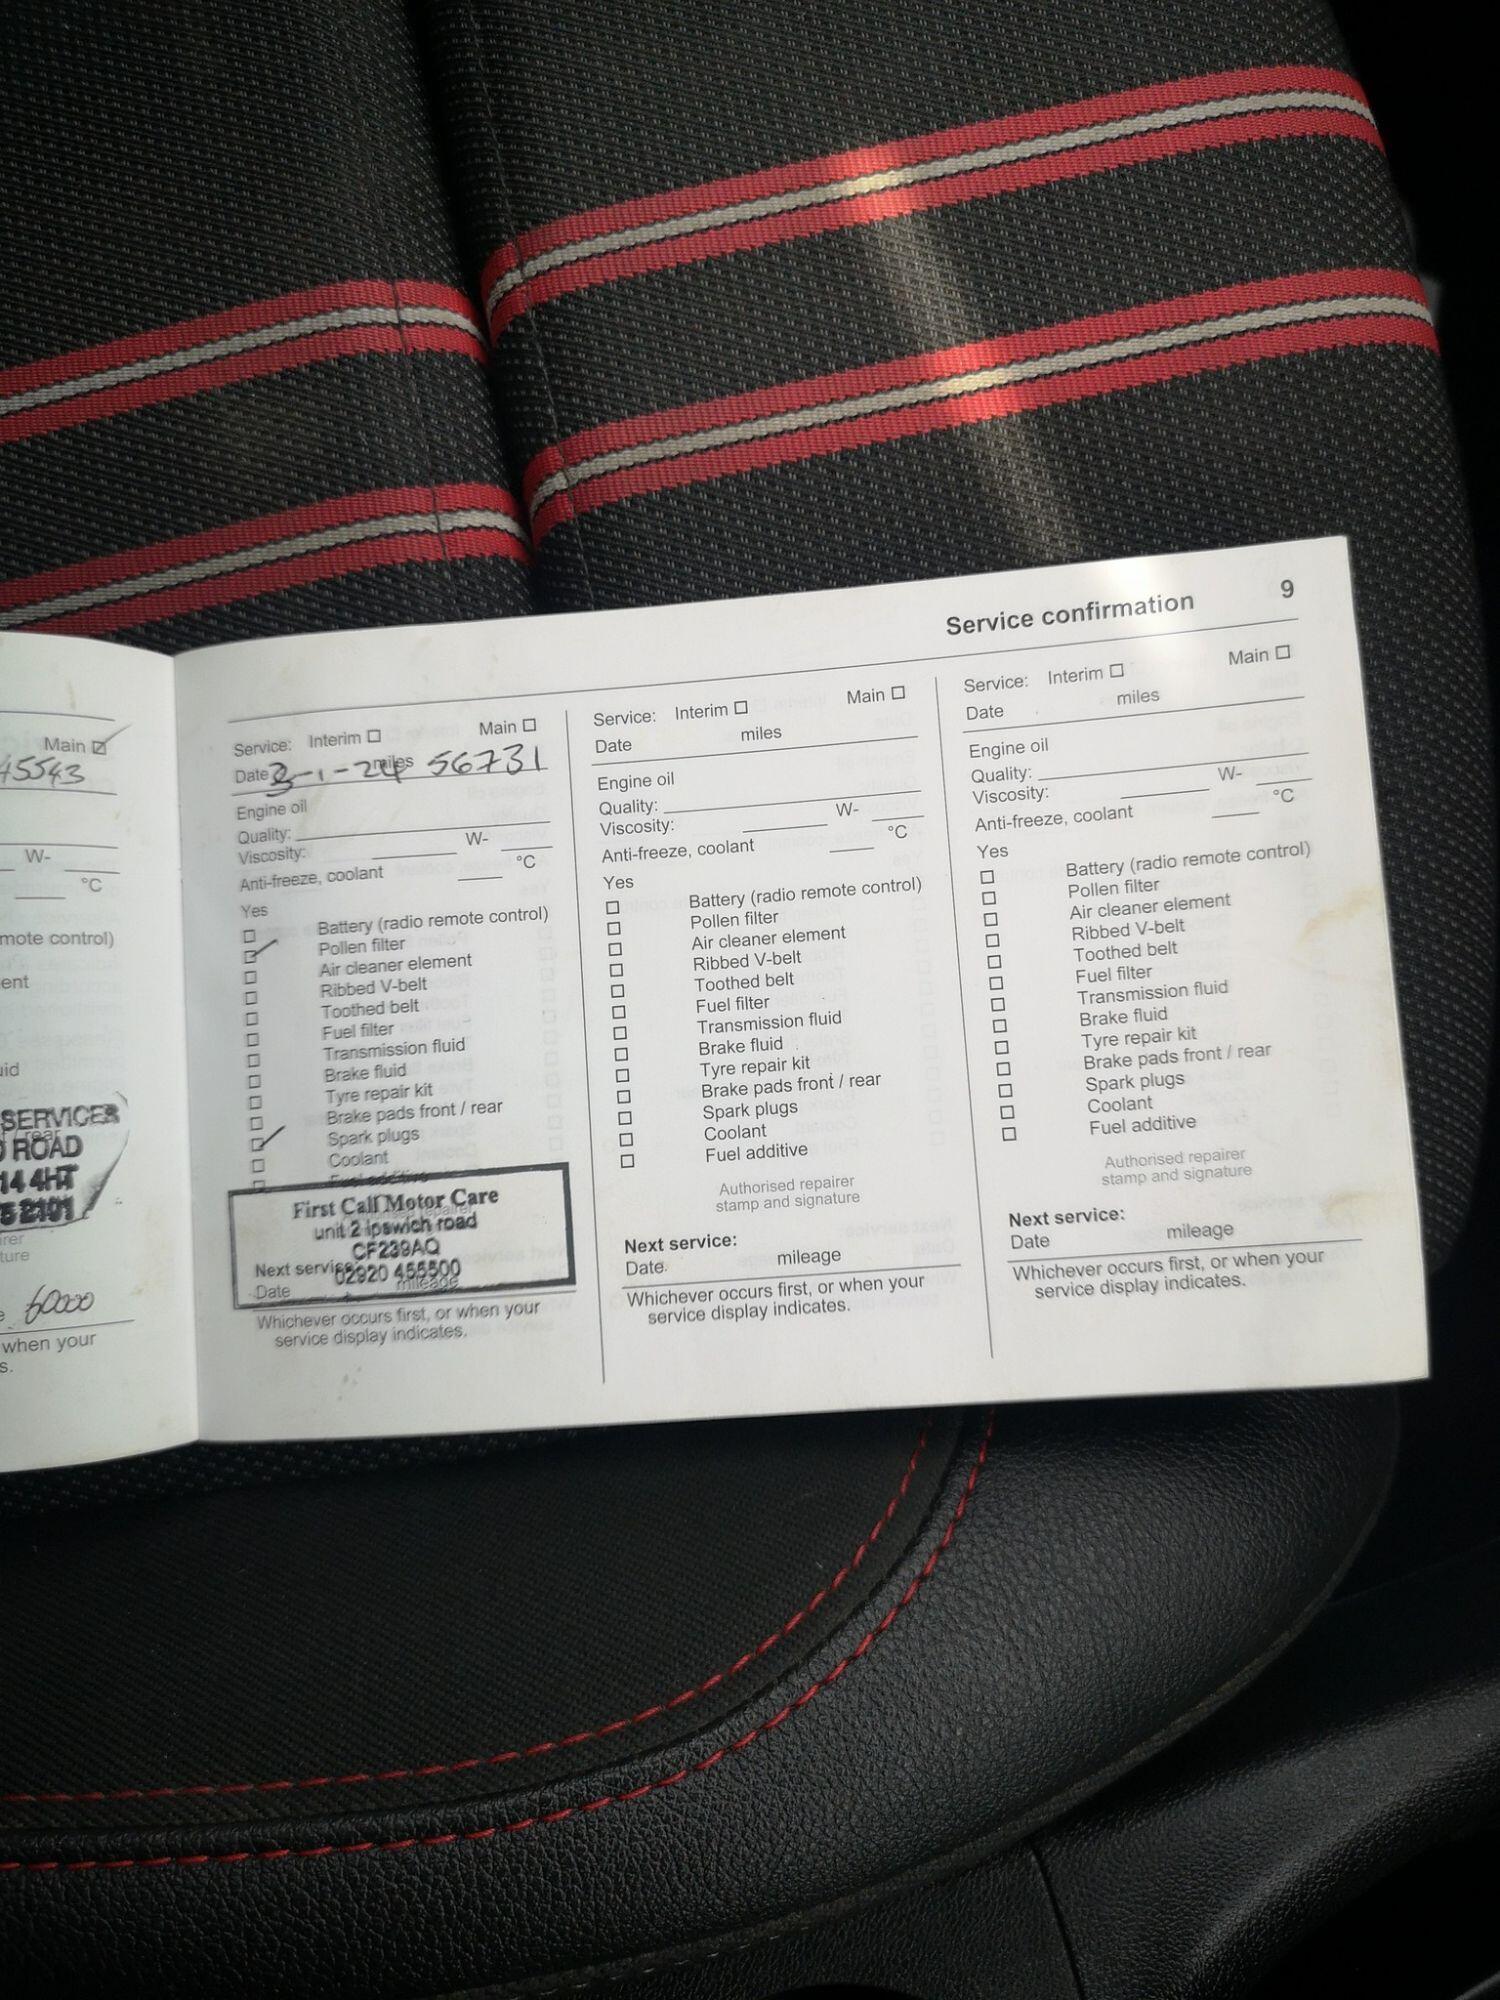 Service confirmation 9
Main
45543
W-
°C
mote control)
ent
uid
SERVICES
ROAD
14 4HT
5 2101
rer
ture
60000
when your
s.
Service: Interim Main
Date 3-1-24 miles 56731
Engine oil
Quality:
Viscosity: W-
Anti-freeze, coolant °C
Yes
Battery (radio remote control)
Pollen filter
Air cleaner element
Ribbed V-belt
Toothed belt
Fuel filter
Transmission fluid
Brake fluid
Tyre repair kit
Brake pads front / rear
Spark plugs
Coolant
Fuel additive
First Call Motor Care
unit 2 ipswich road
CF239AQ
02920 455500
Next service:
Date mileage
Whichever occurs first, or when your
service display indicates.
Service: Interim Main
Date miles
Engine oil
Quality:
Viscosity: W-
Anti-freeze, coolant °C
Yes
Battery (radio remote control)
Pollen filter
Air cleaner element
Ribbed V-belt
Toothed belt
Fuel filter
Transmission fluid
Brake fluid
Tyre repair kit
Brake pads front / rear
Spark plugs
Coolant
Fuel additive
Authorised repairer
stamp and signature
Next service:
Date mileage
Whichever occurs first, or when your
service display indicates.
Service: Interim Main
Date miles
Engine oil
Quality:
Viscosity: W-
Anti-freeze, coolant °C
Yes
Battery (radio remote control)
Pollen filter
Air cleaner element
Ribbed V-belt
Toothed belt
Fuel filter
Transmission fluid
Brake fluid
Tyre repair kit
Brake pads front / rear
Spark plugs
Coolant
Fuel additive
Authorised repairer
stamp and signature
Next service:
Date mileage
Whichever occurs first, or when your
service display indicates.